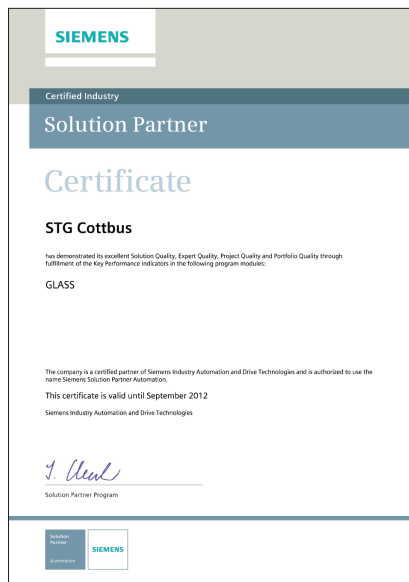 SIEMENS
Certified Industry
Solution Partner
Certificate
STG Cottbus
has demonstrated its excellent Solution Quality, Expert Quality, Project Quality and Portfolio Quality through
fulfillment of the Key Performance Indicators in the following program modules:
GLASS
The company is a certified partner of Siemens Industry Automation and Drive Technologies and is authorized to use the
name Siemens Solution Partner Automation.
This certificate is valid until September 2012
Siemens Industry Automation and Drive Technologies
Solution Partner Program
Solution
Partner
SIEMENS
Automation